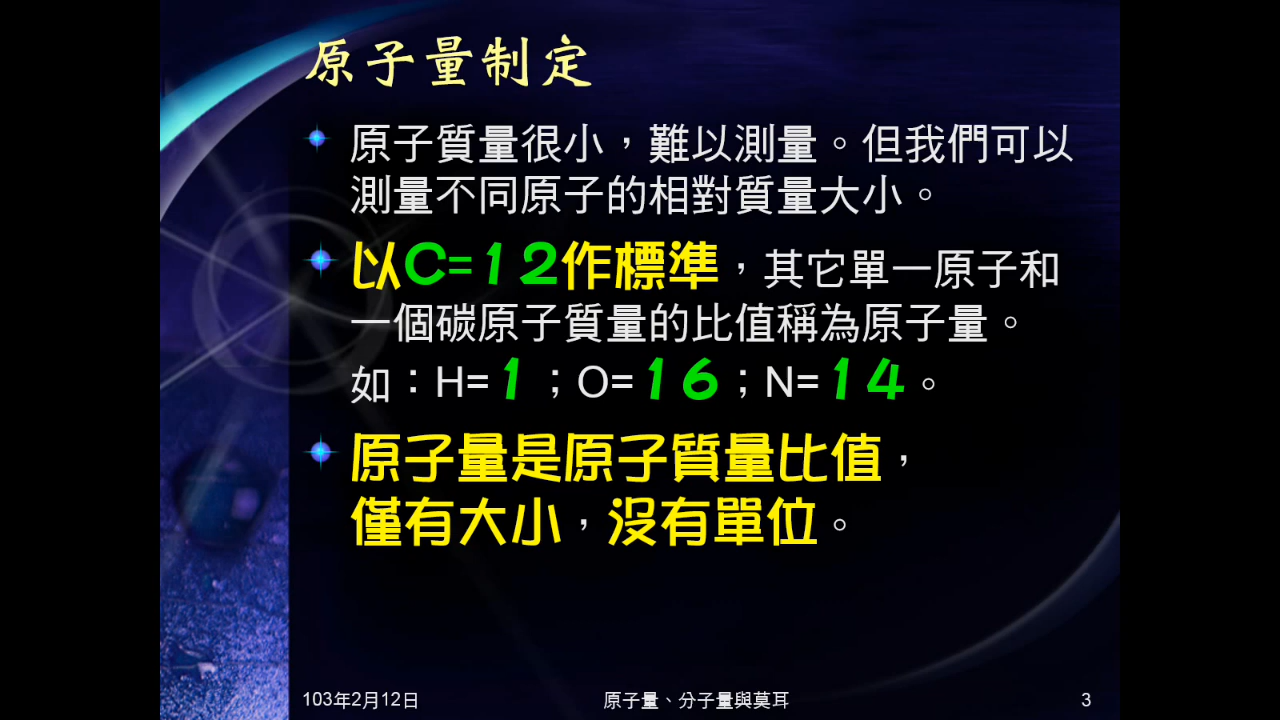 原子量制定
原子質量很小，難以測量。但我們可以
測量不同原子的相對質量大小。
以C=12作標準，其它單一原子和
一個碳原子質量的比值稱為原子量。
如：H=1；O=16；N=14。
原子量是原子質量比值，
僅有大小，沒有單位。
103年2月12日
原子量、分子量與莫耳
3